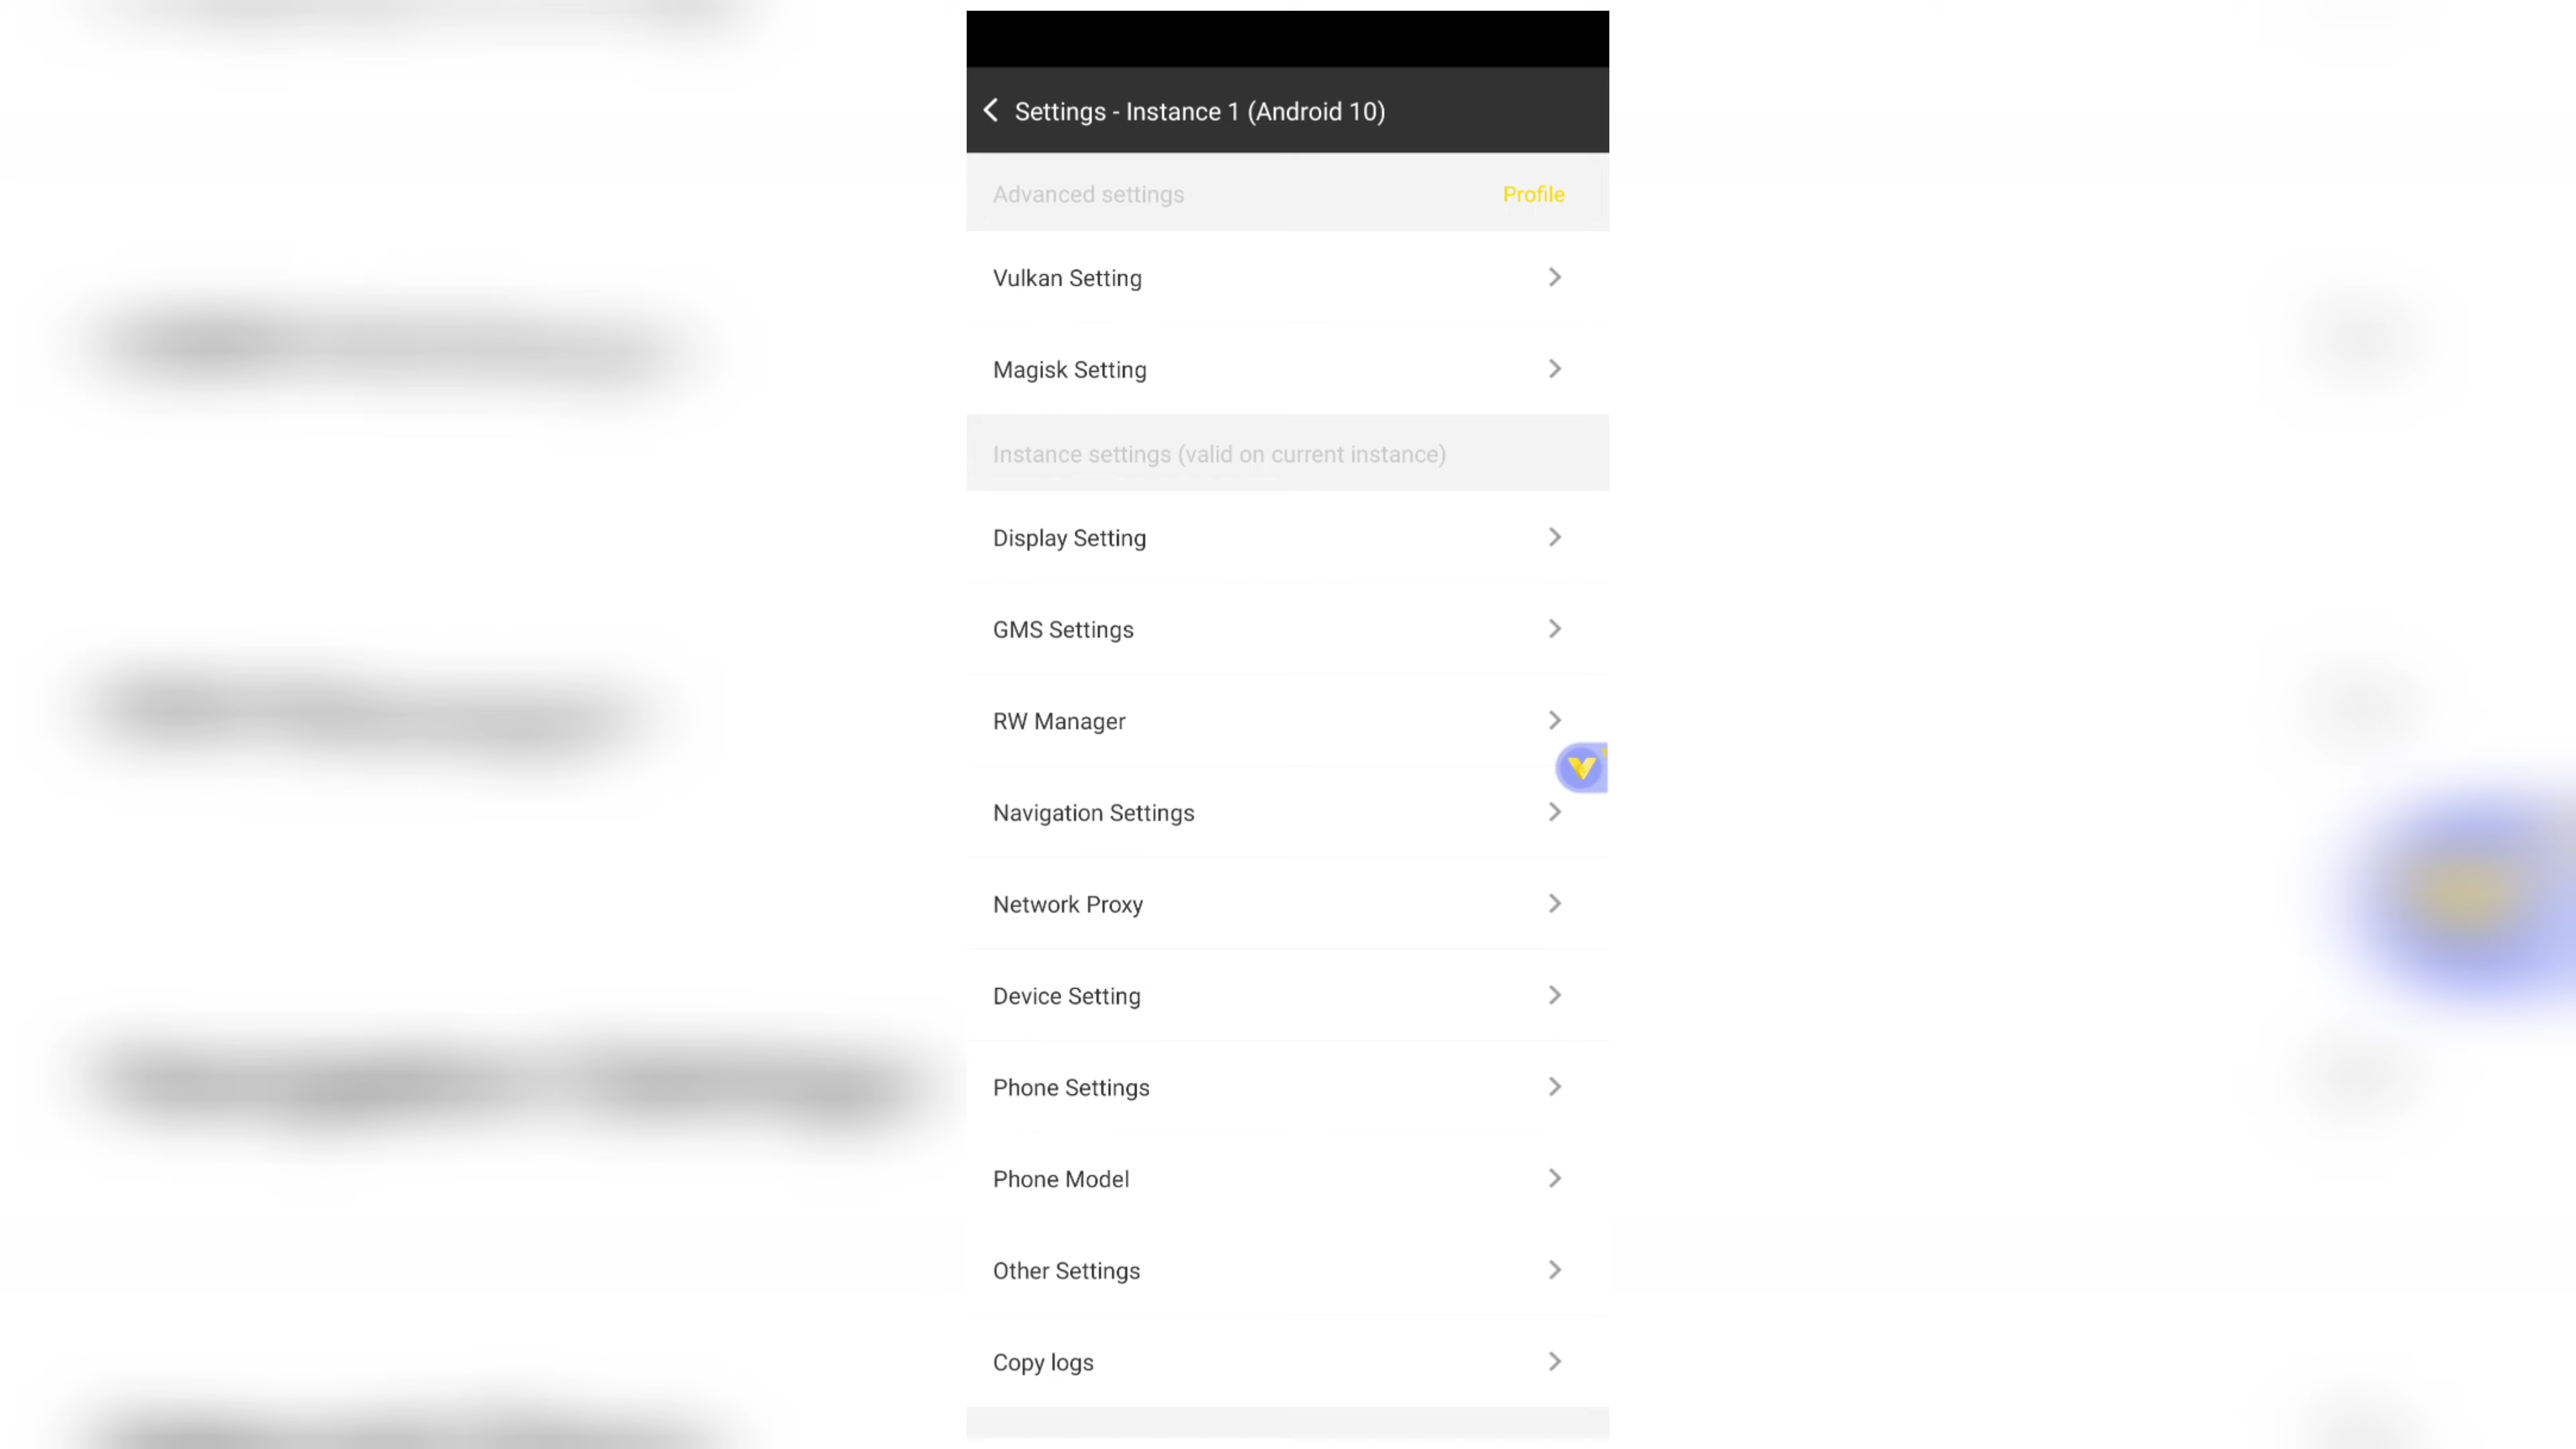 Settings - Instance 1 (Android 10)
Advanced settings
Profile
Vulkan Setting
Magisk Setting
Instance settings (valid on current instance)
Display Setting
GMS Settings
RW Manager
Navigation Settings
Network Proxy
Device Setting
Phone Settings
Phone Model
Other Settings
Copy logs